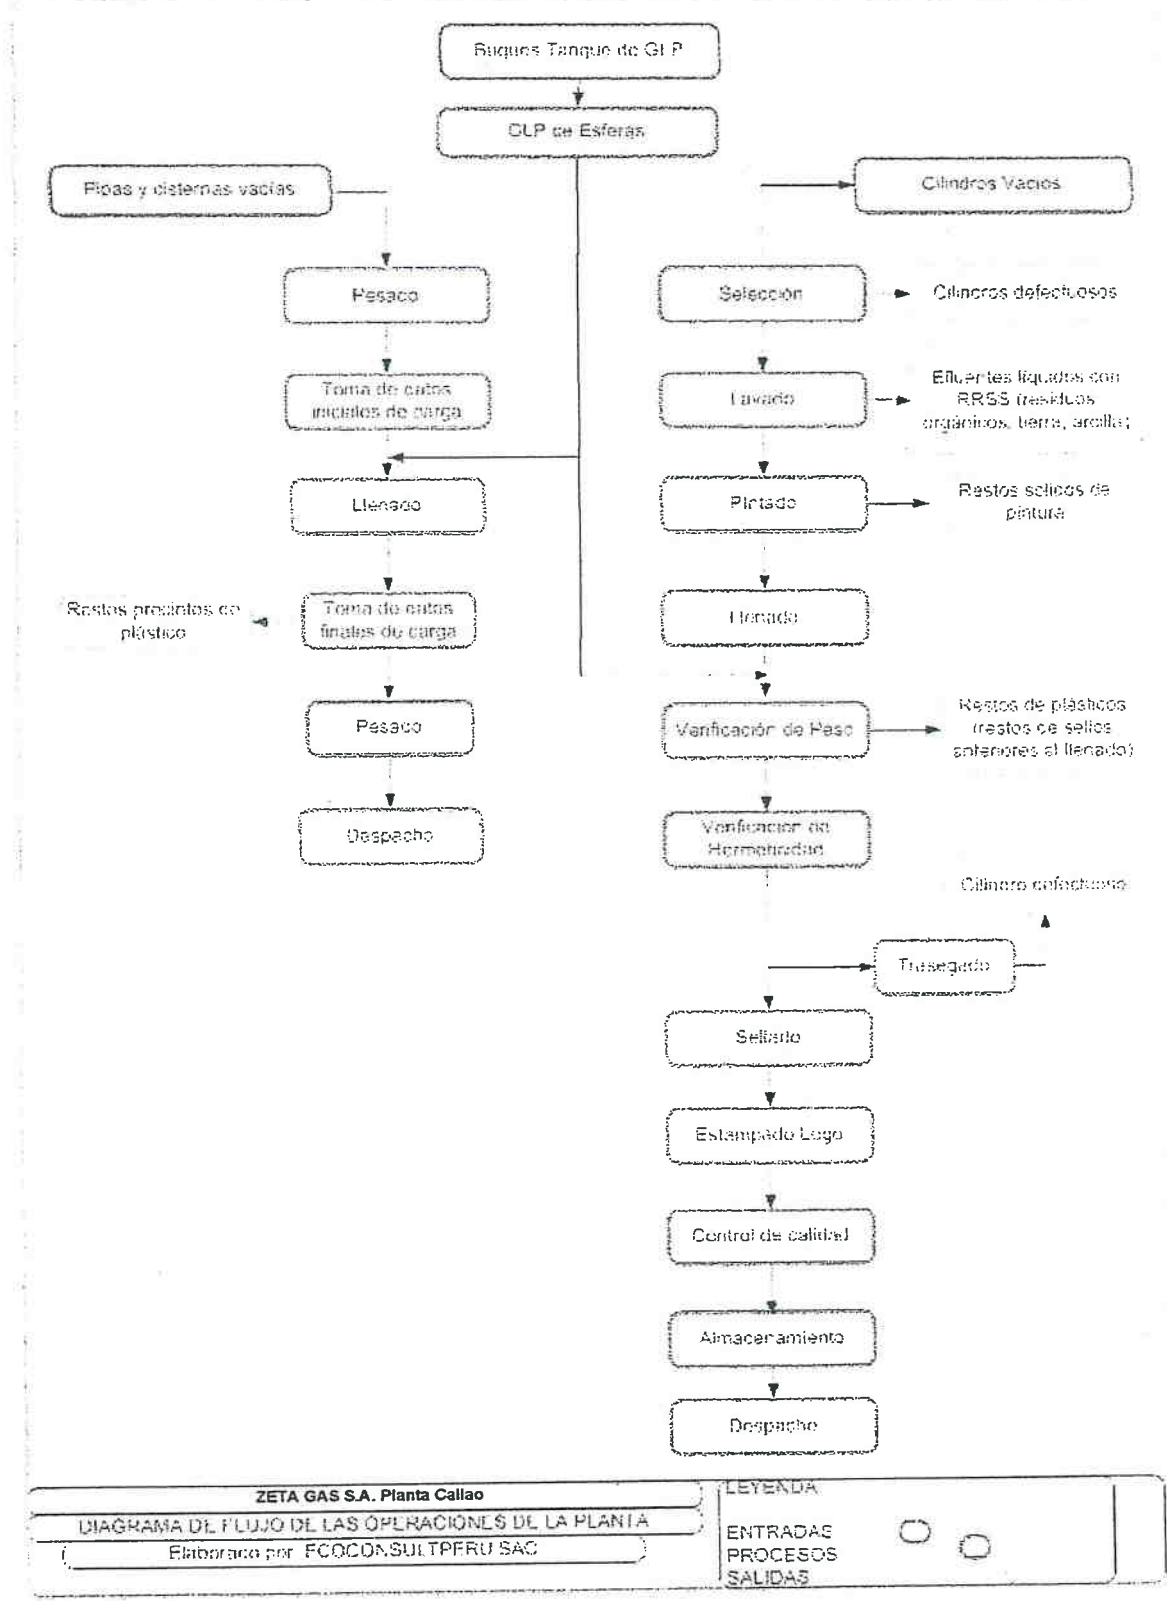 Buques Tanque de GLP
GLP de Esferas
Pipas y cisternas vacías
Cilindros Vacíos
Pesado
Selección
Cilindros defectuosos
Toma de datos
iniciales de carga
Lavado
Efluentes líquidos con
RRSS (residuos
orgánicos, tierra, arcilla)
Llenado
Pintado
Restos solidos de
pintura
Restos precintos de
plástico
Toma de datos
finales de carga
Llenado
Pesado
Verificación de Peso
Restos de plásticos
(restos de sellos
anteriores al llenado)
Despacho
Verificación de
Hermeticidad
Cilindro defectuoso
Trasegado
Sellado
Estampado Logo
Control de calidad
Almacenamiento
Despacho
ZETA GAS S.A. Planta Callao
DIAGRAMA DE FLUJO DE LAS OPERACIONES DE LA PLANTA
Elaborado por ECOCONSULTPERU SAC
LEYENDA
ENTRADAS
PROCESOS
SALIDAS